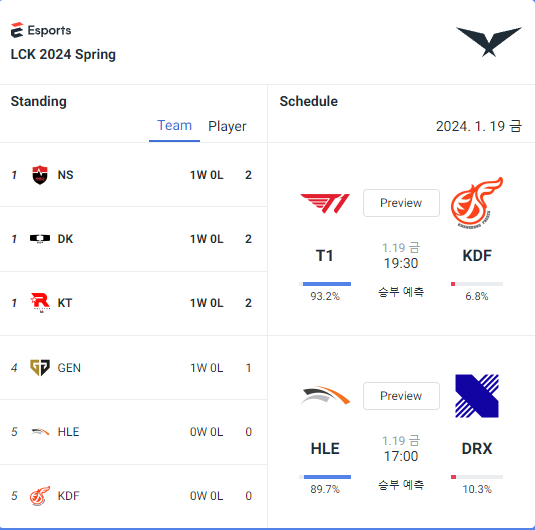 Esports
LCK 2024 Spring
Standing
Team Player
1 NS 1W 0L 2
1 DK 1W 0L 2
1 KT 1W 0L 2
4 GEN 1W 0L 1
5 HLE 0W 0L 0
5 KDF 0W 0L 0
Schedule
2024. 1. 19 금
Preview
T1 1.19 금 KDF
19:30
93.2% 승부 예측 6.8%
Preview
HLE 1.19 금 DRX
17:00
89.7% 승부 예측 10.3%